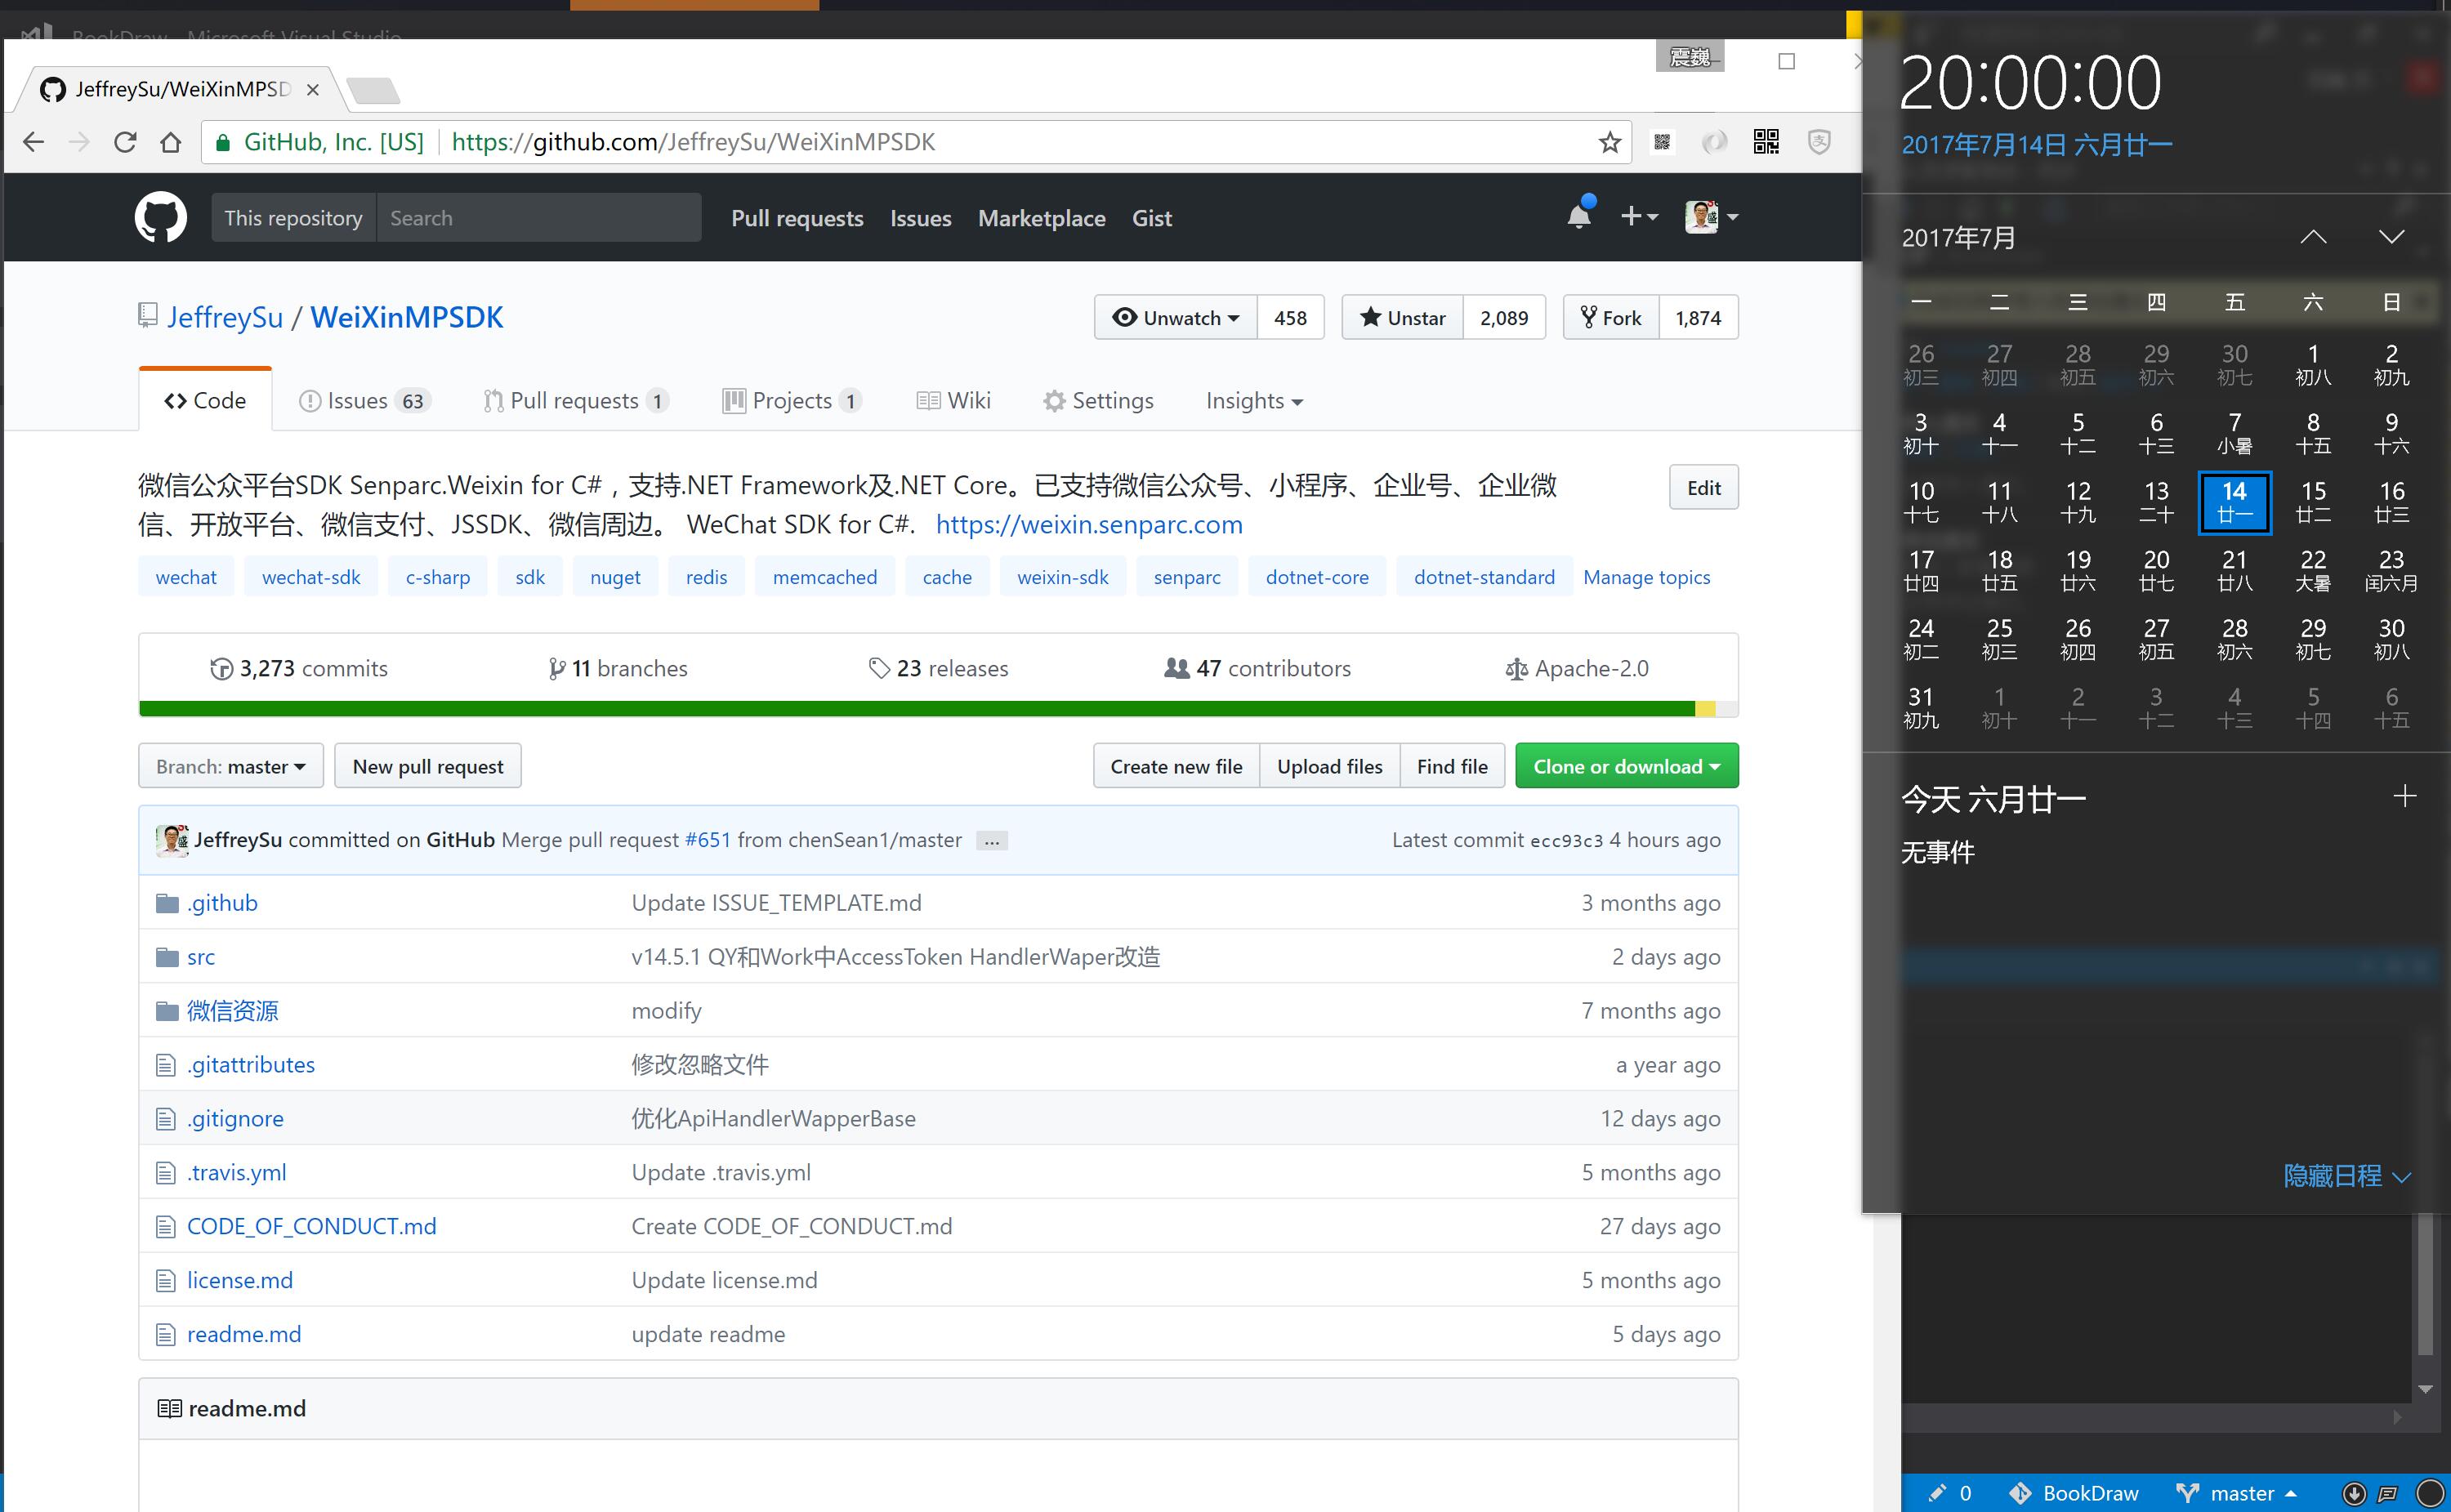 BookDraw - Microsoft Visual Studio
震巍
JeffreySu/WeiXinMPSD
GitHub, Inc. [US] https://github.com/JeffreySu/WeiXinMPSDK
This repository Search Pull requests Issues Marketplace Gist
JeffreySu / WeiXinMPSDK
Unwatch 458 Unstar 2,089 Fork 1,874
Code Issues 63 Pull requests 1 Projects 1 Wiki Settings Insights
微信公众平台SDK Senparc.Weixin for C#，支持.NET Framework及.NET Core。已支持微信公众号、小程序、企业号、企业微
信、开放平台、微信支付、JSSDK、微信周边。 WeChat SDK for C#. https://weixin.senparc.com
Edit
wechat wechat-sdk c-sharp sdk nuget redis memcached cache weixin-sdk senparc dotnet-core dotnet-standard Manage topics
3,273 commits 11 branches 23 releases 47 contributors Apache-2.0
Branch: master New pull request Create new file Upload files Find file Clone or download
JeffreySu committed on GitHub Merge pull request #651 from chenSean1/master … Latest commit ecc93c3 4 hours ago
.github Update ISSUE_TEMPLATE.md 3 months ago
src v14.5.1 QY和Work中AccessToken HandlerWaper改造 2 days ago
微信资源 modify 7 months ago
.gitattributes 修改忽略文件 a year ago
.gitignore 优化ApiHandlerWapperBase 12 days ago
.travis.yml Update .travis.yml 5 months ago
CODE_OF_CONDUCT.md Create CODE_OF_CONDUCT.md 27 days ago
license.md Update license.md 5 months ago
readme.md update readme 5 days ago
readme.md
20:00:00
2017年7月14日 六月廿一
2017年7月
一 二 三 四 五 六 日
26 27 28 29 30 1 2
初三 初四 初五 初六 初七 初八 初九
3 4 5 6 7 8 9
初十 十一 十二 十三 小暑 十五 十六
10 11 12 13 14 15 16
十七 十八 十九 二十 廿一 廿二 廿三
17 18 19 20 21 22 23
廿四 廿五 廿六 廿七 廿八 大暑 闰六月
24 25 26 27 28 29 30
初二 初三 初四 初五 初六 初七 初八
31 1 2 3 4 5 6
初九 初十 十一 十二 十三 十四 十五
今天 六月廿一
无事件
隐藏日程
0 BookDraw master